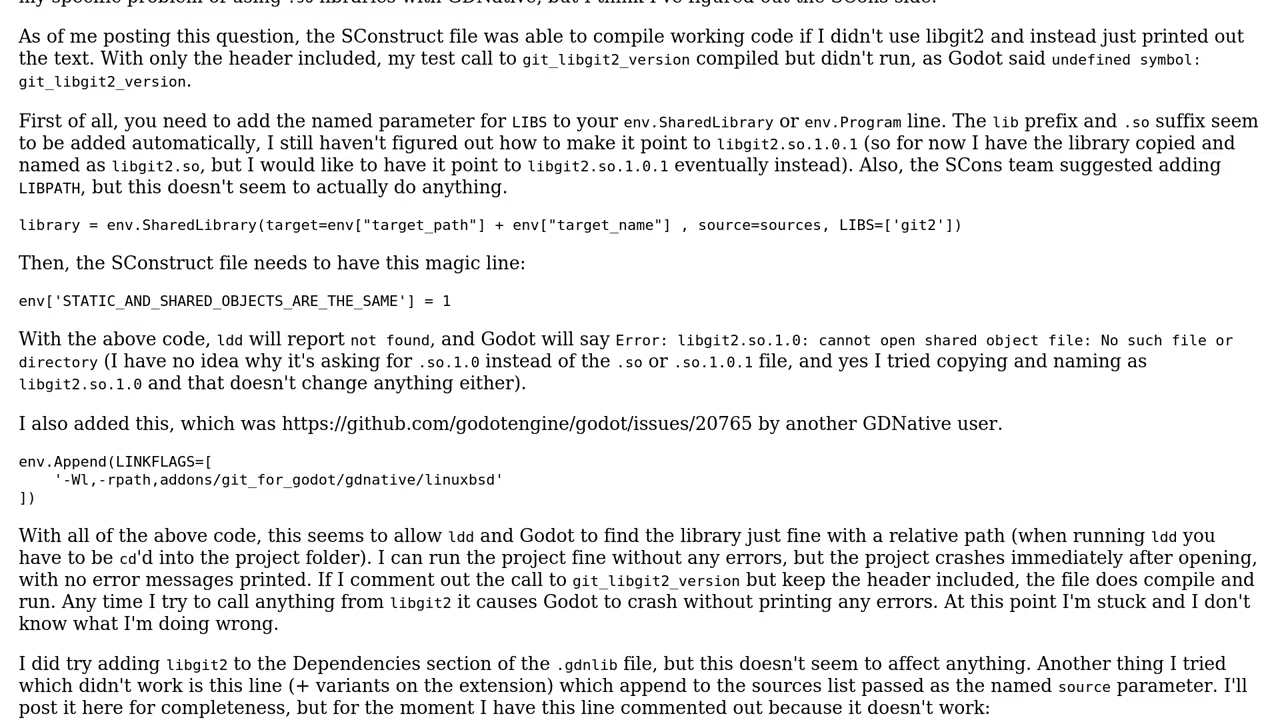 my specific problem of using .so libraries with GDNative, but I think I've figured out the SCons side.
As of me posting this question, the SConstruct file was able to compile working code if I didn't use libgit2 and instead just printed out
the text. With only the header included, my test call to git_libgit2_version compiled but didn't run, as Godot said undefined symbol:
git_libgit2_version.
First of all, you need to add the named parameter for LIBS to your env.SharedLibrary or env.Program line. The lib prefix and .so suffix seem
to be added automatically, I still haven't figured out how to make it point to libgit2.so.1.0.1 (so for now I have the library copied and
named as libgit2.so, but I would like to have it point to libgit2.so.1.0.1 eventually instead). Also, the SCons team suggested adding
LIBPATH, but this doesn't seem to actually do anything.
library = env.SharedLibrary(target=env["target_path"] + env["target_name"] , source=sources, LIBS=['git2'])
Then, the SConstruct file needs to have this magic line:
env['STATIC_AND_SHARED_OBJECTS_ARE_THE_SAME'] = 1
With the above code, ldd will report not found, and Godot will say Error: libgit2.so.1.0: cannot open shared object file: No such file or
directory (I have no idea why it's asking for .so.1.0 instead of the .so or .so.1.0.1 file, and yes I tried copying and naming as
libgit2.so.1.0 and that doesn't change anything either).
I also added this, which was https://github.com/godotengine/godot/issues/20765 by another GDNative user.
env.Append(LINKFLAGS=[
    '-Wl,-rpath,addons/git_for_godot/gdnative/linuxbsd'
])
With all of the above code, this seems to allow ldd and Godot to find the library just fine with a relative path (when running ldd you
have to be cd'd into the project folder). I can run the project fine without any errors, but the project crashes immediately after opening,
with no error messages printed. If I comment out the call to git_libgit2_version but keep the header included, the file does compile and
run. Any time I try to call anything from libgit2 it causes Godot to crash without printing any errors. At this point I'm stuck and I don't
know what I'm doing wrong.
I did try adding libgit2 to the Dependencies section of the .gdnlib file, but this doesn't seem to affect anything. Another thing I tried
which didn't work is this line (+ variants on the extension) which append to the sources list passed as the named source parameter. I'll
post it here for completeness, but for the moment I have this line commented out because it doesn't work: